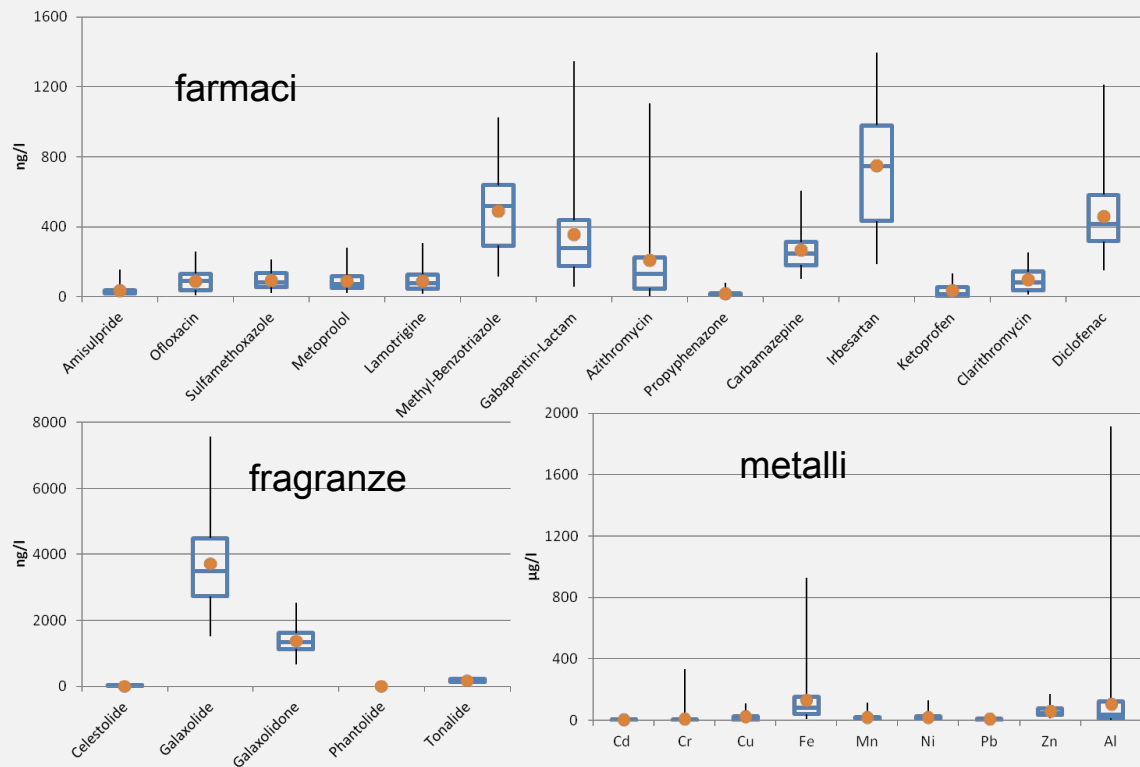 farmaci
ng/l
1600
1200
800
400
0
Amisulpride
Ofloxacin
Sulfamethoxazole
Metoprolol
Lamotrigine
Methyl-Benzotriazole
Gabapentin-Lactam
Azithromycin
Propyphenazone
Carbamazepine
Irbesartan
Ketoprofen
Clarithromycin
Diclofenac
fragranze
ng/l
8000
6000
4000
2000
0
Celestolide
Galaxolide
Galaxolidone
Phantolide
Tonalide
metalli
µg/l
2000
1600
1200
800
400
0
Cd Cr Cu Fe Mn Ni Pb Zn Al